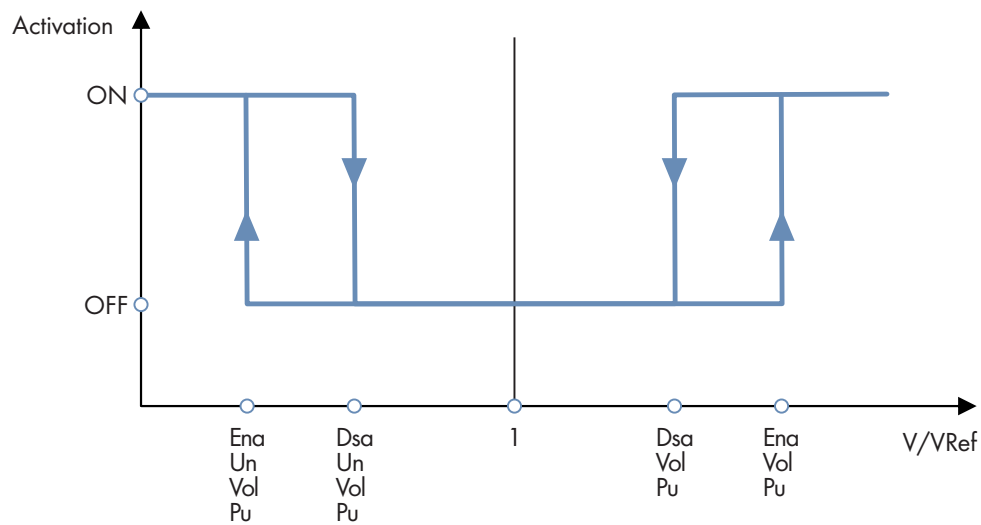 Activation
ON
OFF
Ena
Un
Vol
Pu
Dsa
Un
Vol
Pu
1
Dsa
Vol
Pu
Ena
Vol
Pu
V/VRef